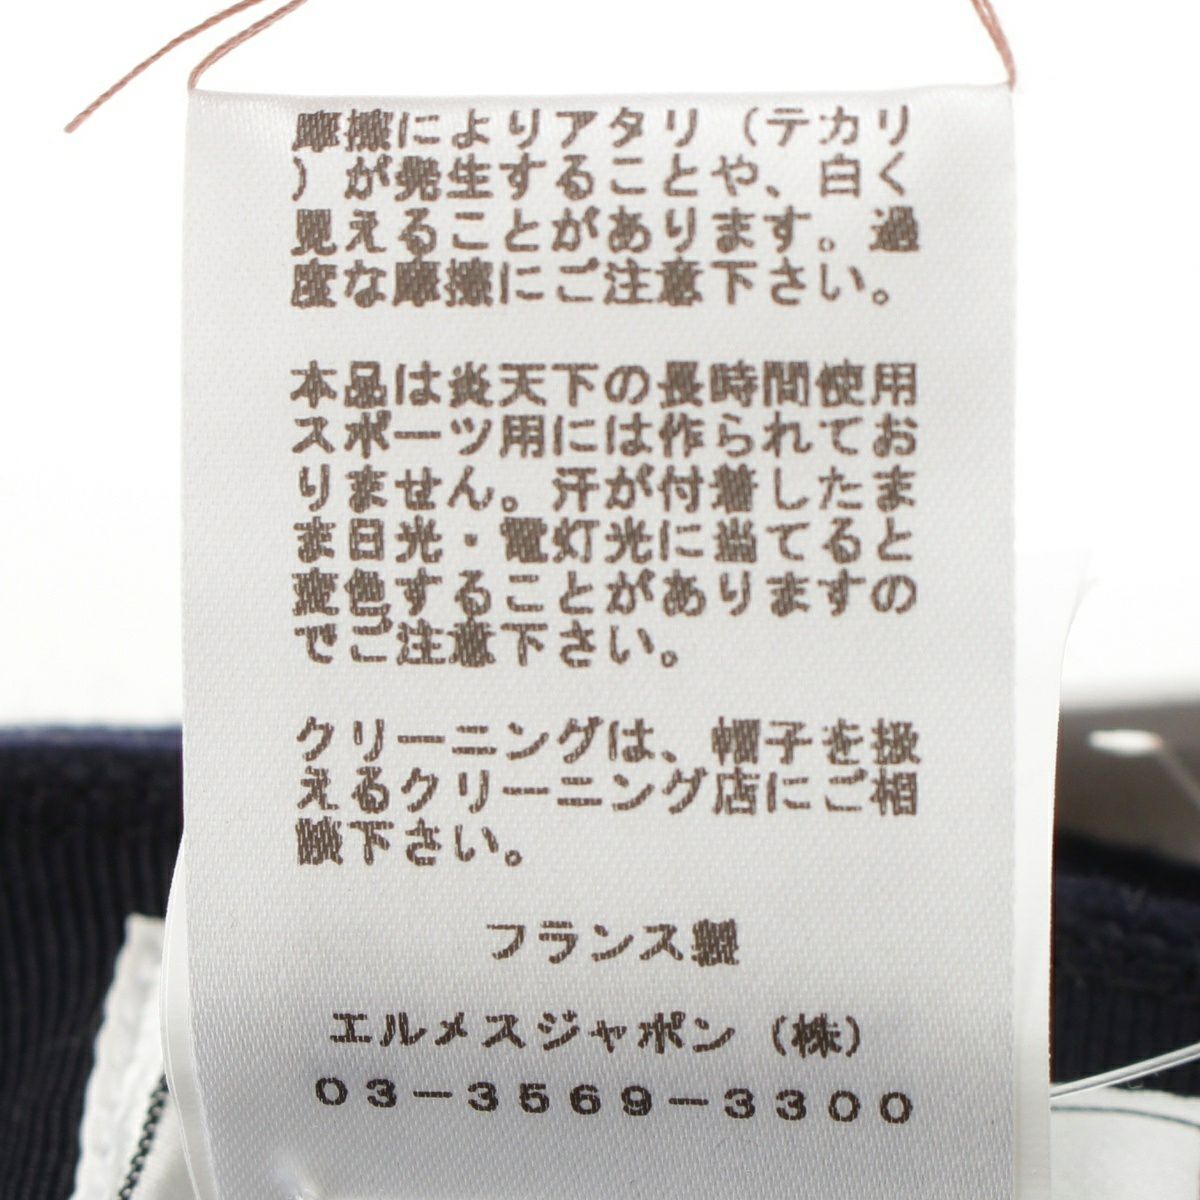 摩擦によりアタリ（テカリ
）が発生することや、白く
見えることがあります。過
度な摩擦にご注意下さい。
本品は炎天下の長時間使用
スポーツ用には作られてお
りません。汗が付着したま
ま日光・電灯光に当てると
変色することがありますの
でご注意下さい。
クリーニングは、帽子を扱
えるクリーニング店にご相
談下さい。
フランス製
エルメスジャポン（株）
０３－３５６９－３３００